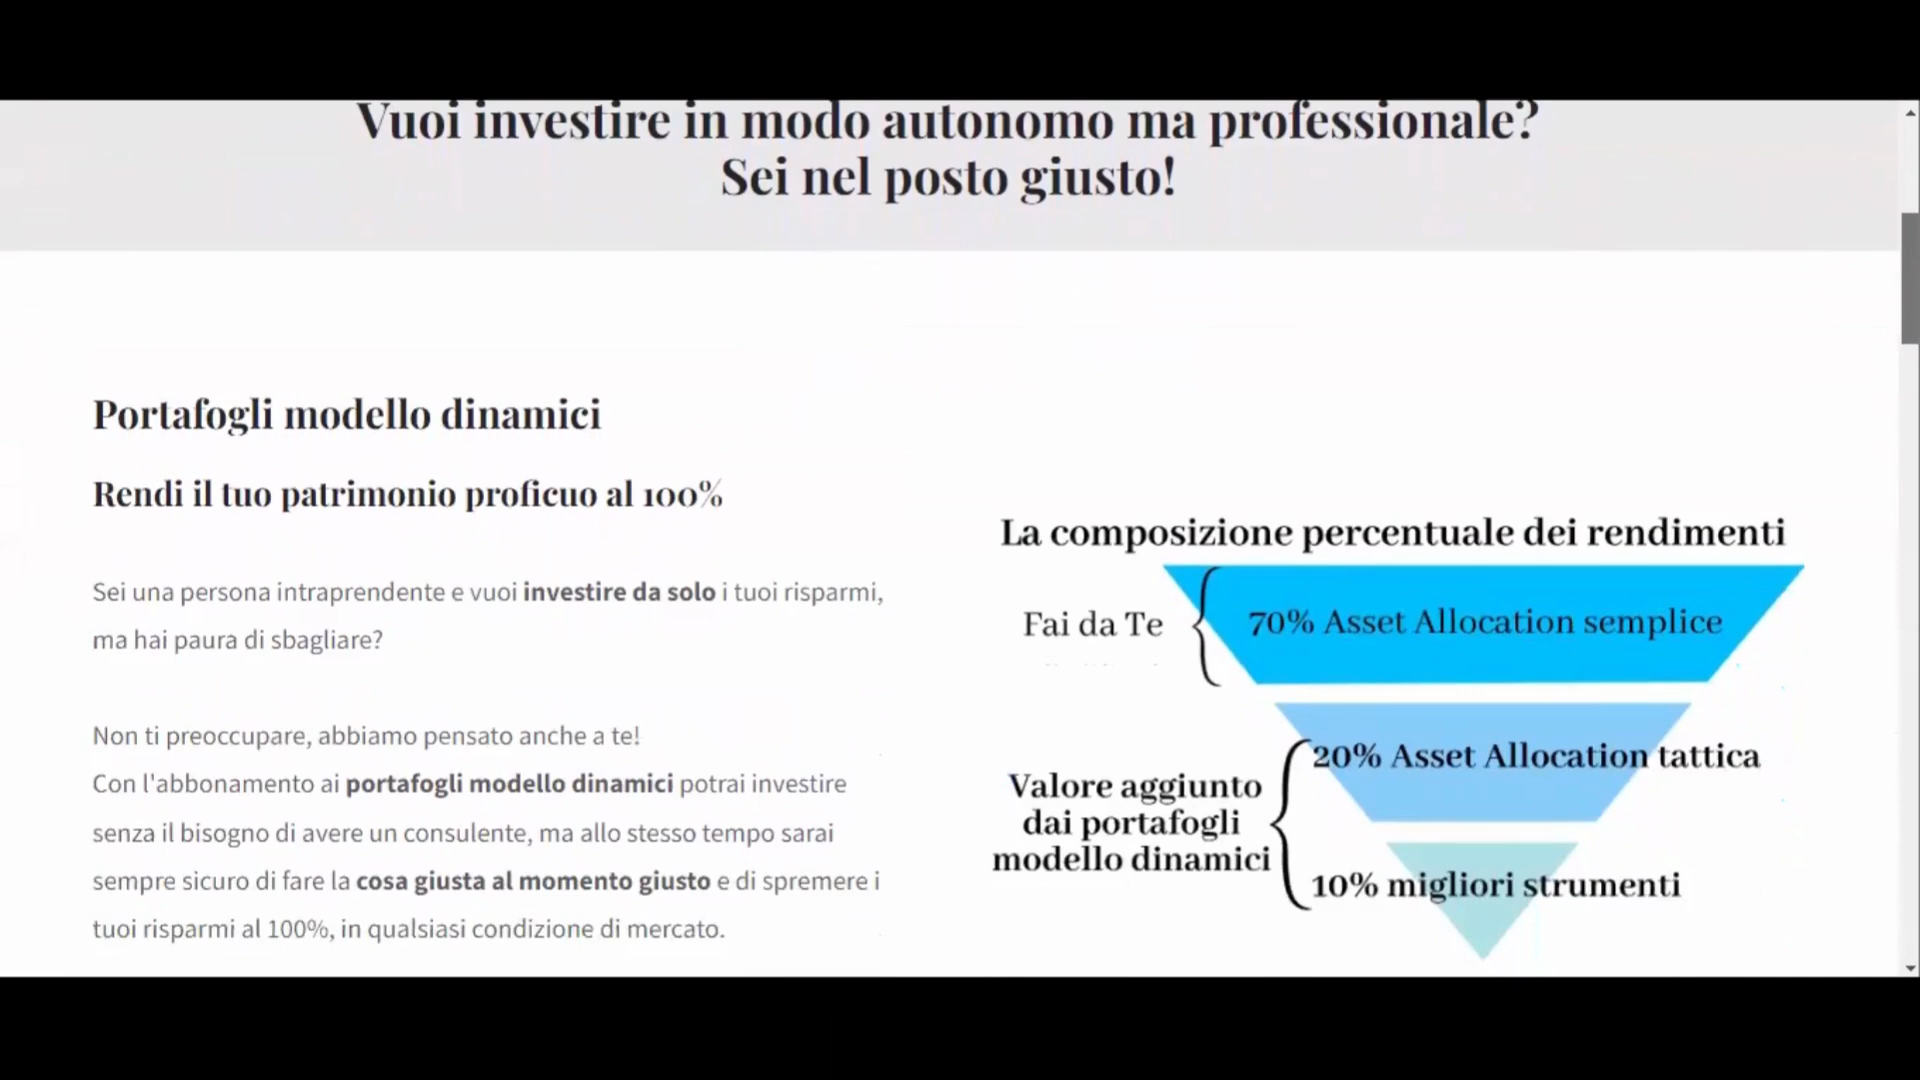 Vuoi investire in modo autonomo ma professionale?
Sei nel posto giusto!
Portafogli modello dinamici
Rendi il tuo patrimonio proficuo al 100%
Sei una persona intraprendente e vuoi investire da solo i tuoi risparmi,
ma hai paura di sbagliare?
Non ti preoccupare, abbiamo pensato anche a te!
Con l'abbonamento ai portafogli modello dinamici potrai investire
senza il bisogno di avere un consulente, ma allo stesso tempo sarai
sempre sicuro di fare la cosa giusta al momento giusto e di spremere i
tuoi risparmi al 100%, in qualsiasi condizione di mercato.
La composizione percentuale dei rendimenti
Fai da Te
70% Asset Allocation semplice
Valore aggiunto
dai portafogli
modello dinamici
20% Asset Allocation tattica
10% migliori strumenti